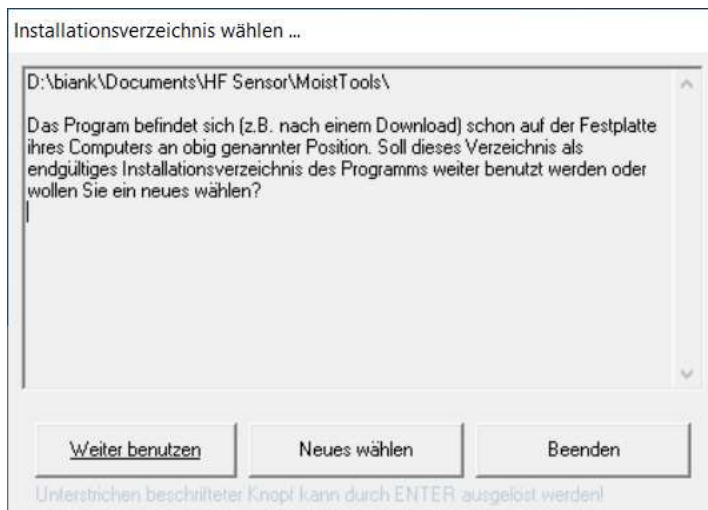 Installationsverzeichnis wählen ...
D:\biank\Documents\HF Sensor\MoistTools\
Das Program befindet sich (z.B. nach einem Download) schon auf der Festplatte
ihres Computers an obig genannter Position. Soll dieses Verzeichnis als
endgültiges Installationsverzeichnis des Programms weiter benutzt werden oder
wollen Sie ein neues wählen?
Weiter benutzen Neues wählen Beenden
Unterstrichen beschrifteter Knopf kann durch ENTER ausgelöst werden!